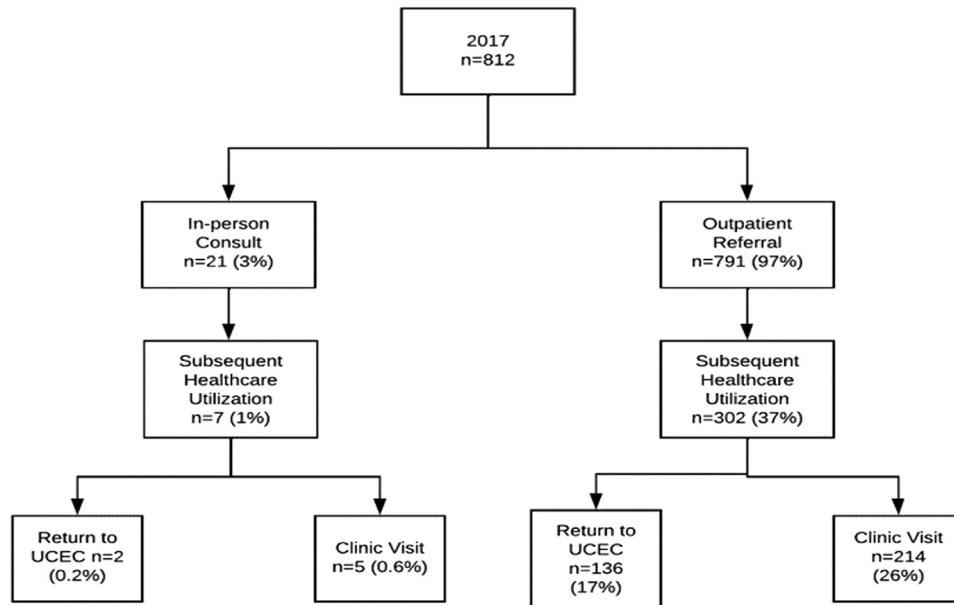 2017
n=812
In-person
Consult
n=21 (3%)
Outpatient
Referral
n=791 (97%)
Subsequent
Healthcare
Utilization
n=7 (1%)
Subsequent
Healthcare
Utilization
n=302 (37%)
Return to
UCEC n=2
(0.2%)
Clinic Visit
n=5 (0.6%)
Return to
UCEC
n=136
(17%)
Clinic Visit
n=214
(26%)